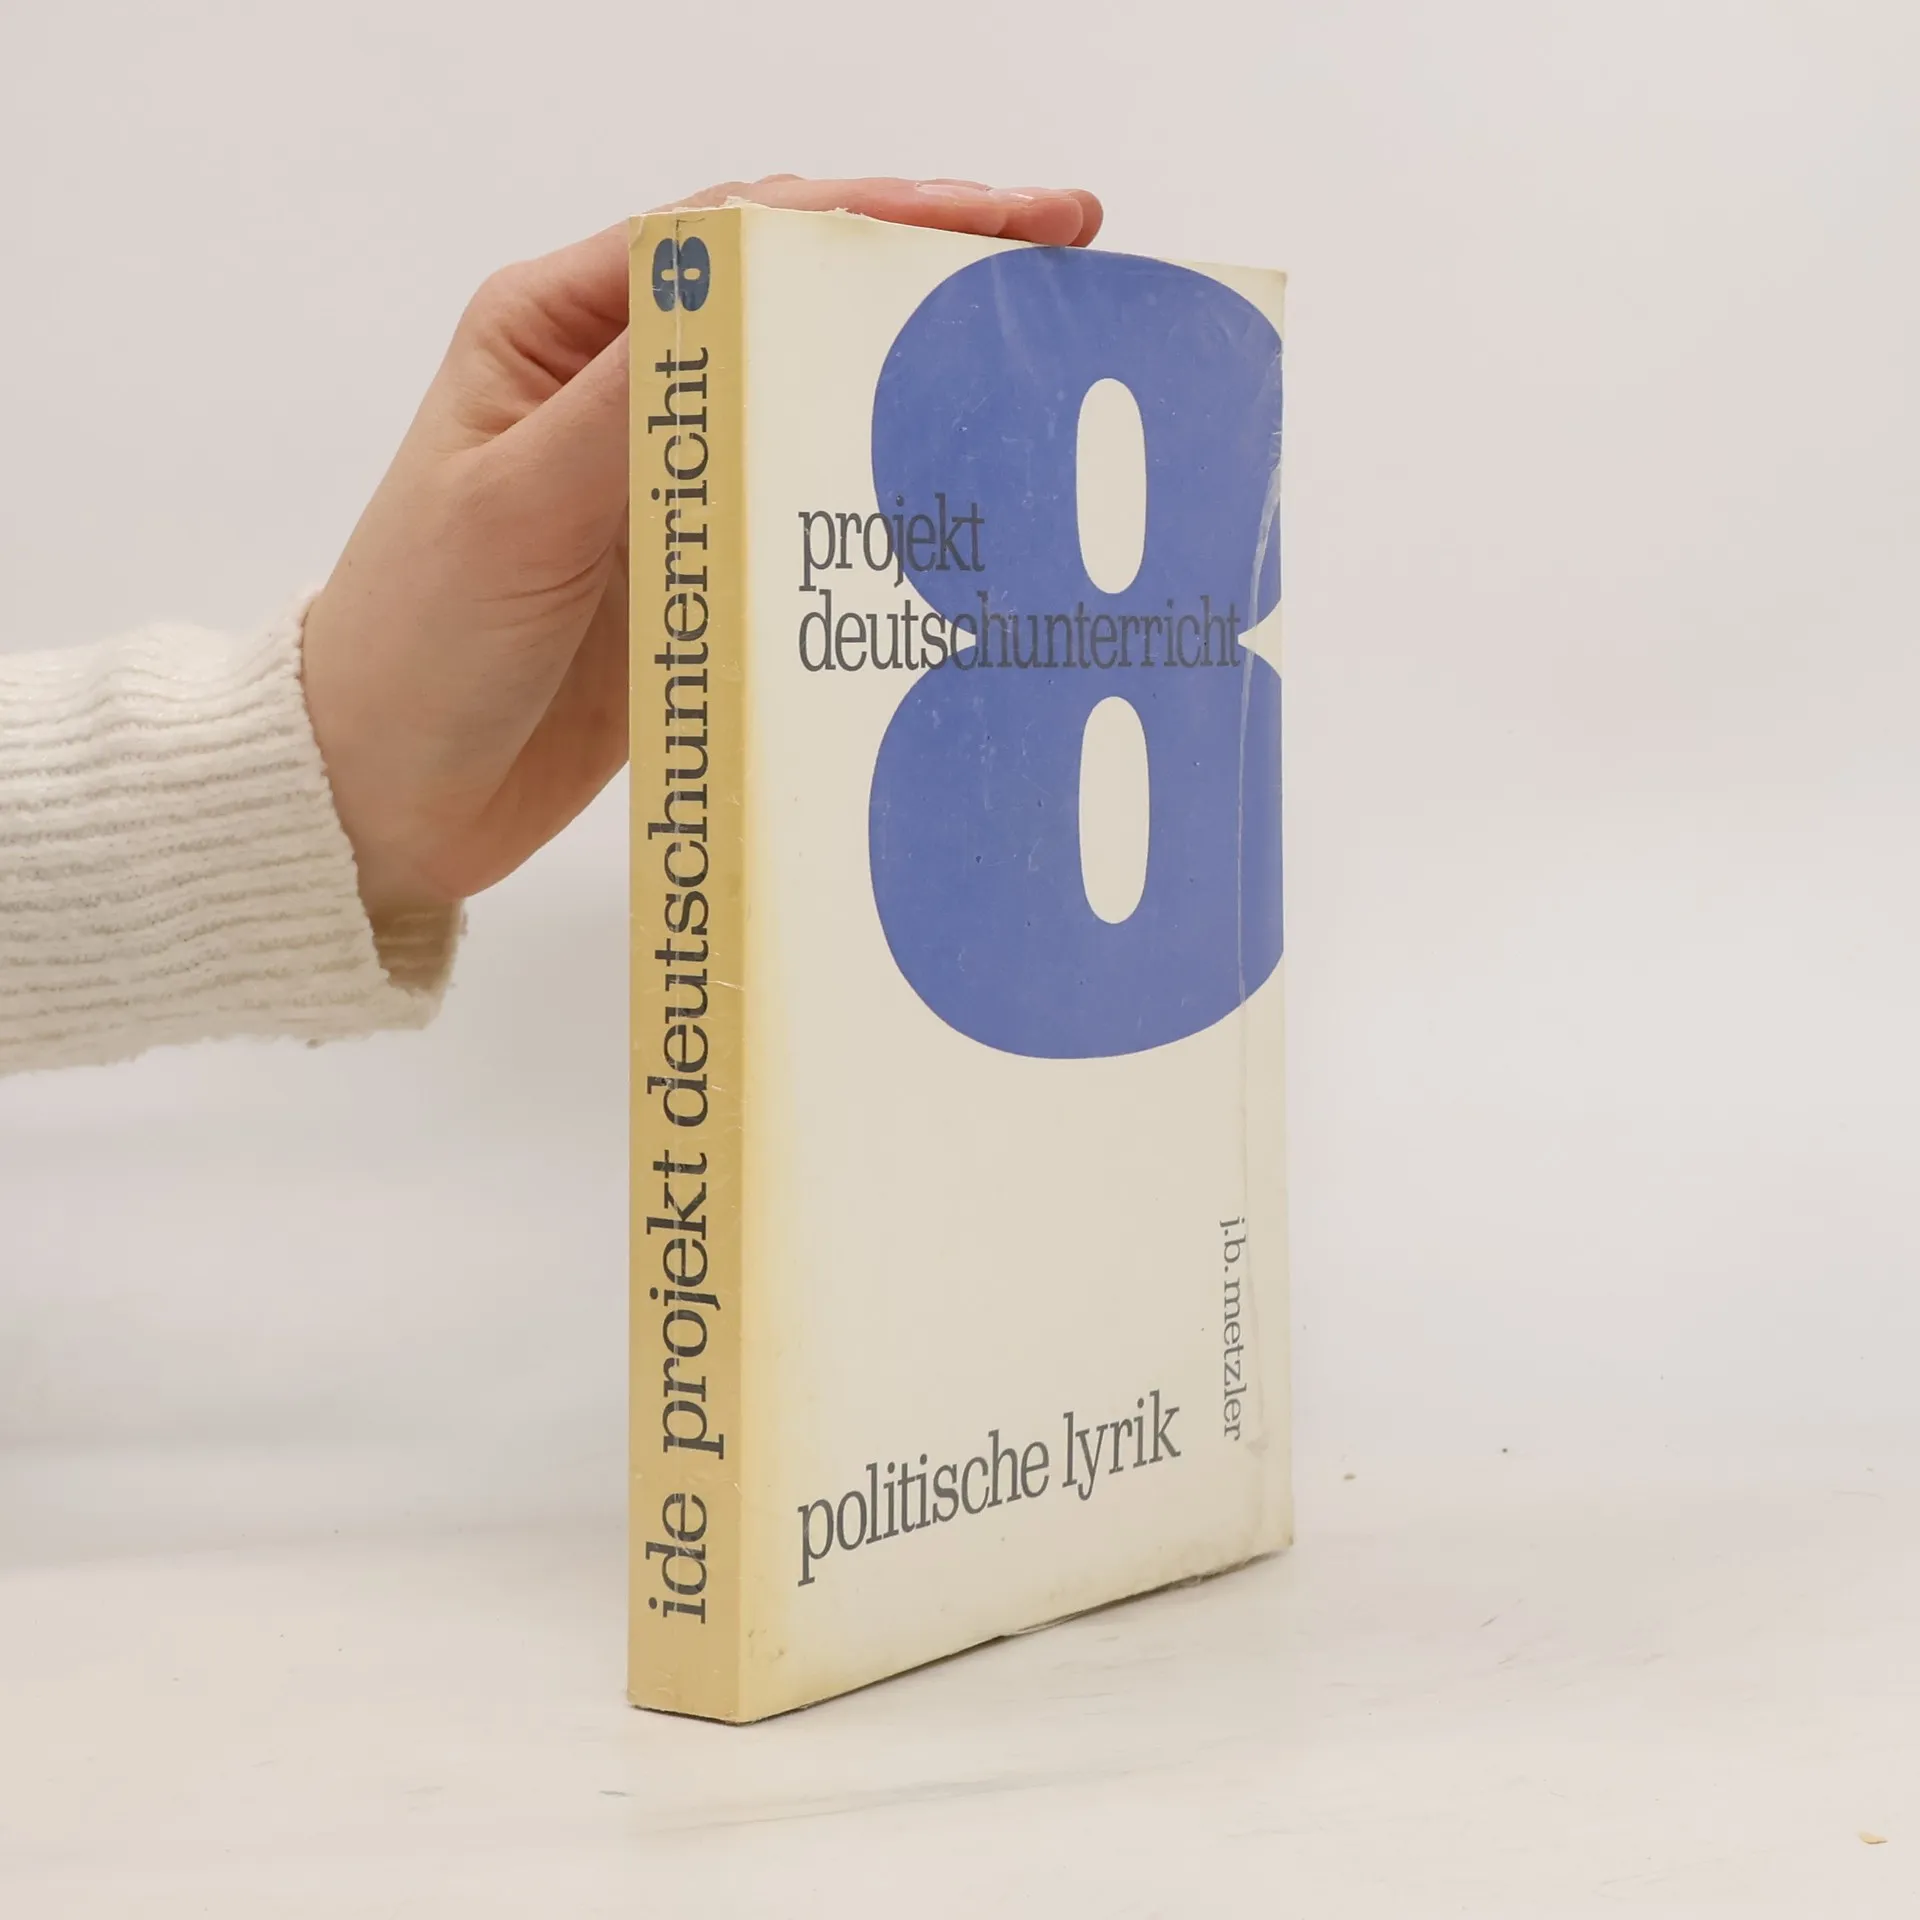 ide projekt deutschunterricht 8
8
projekt
deutschunterricht
j.b.metzler
politische lyrik